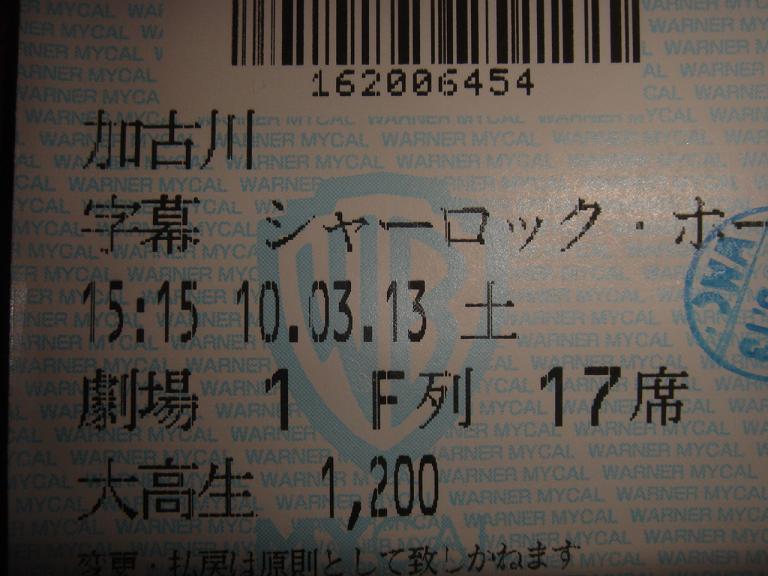 162006454
加古川
字幕 シャーロック・ホー
15:15 10.03.13 土
劇場 1 F列 17席
大高生 1,200
変更・払戻は原則として致しかねます